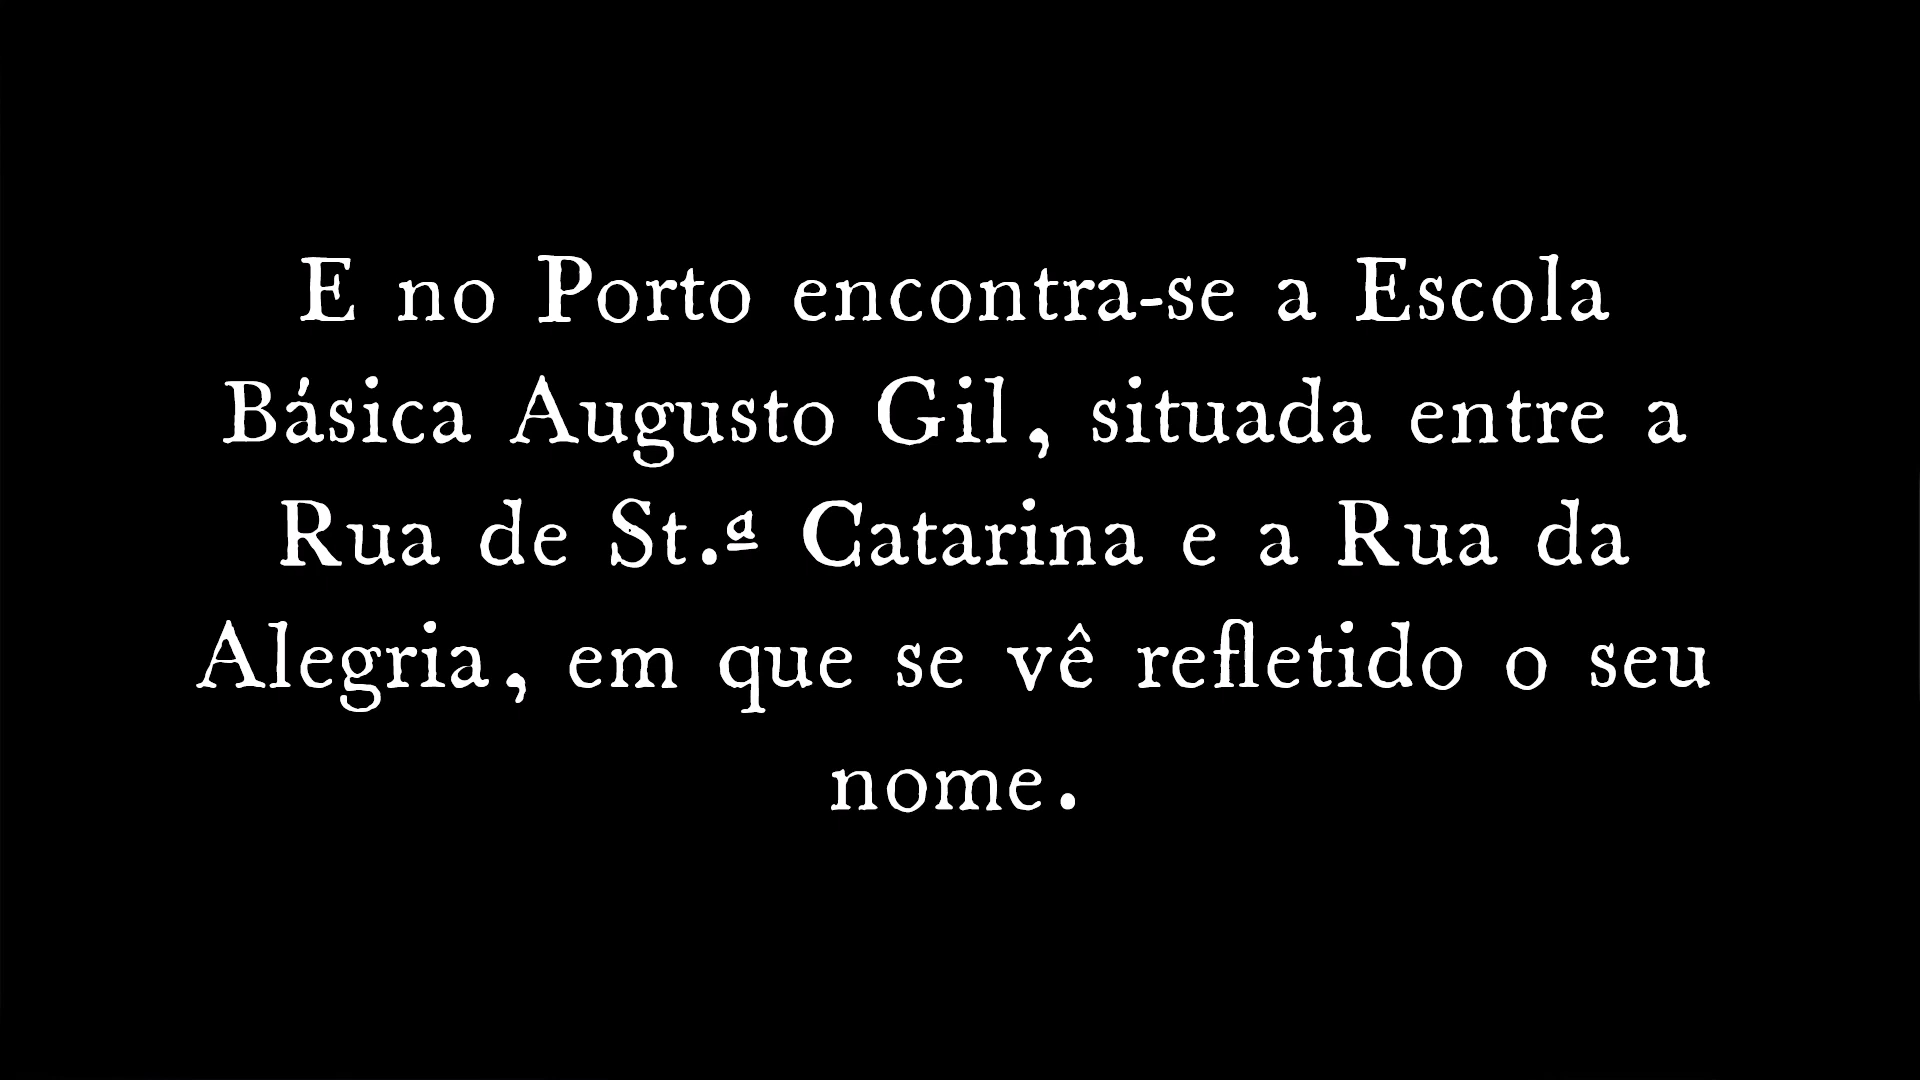 E no Porto encontra-se a Escola
Básica Augusto Gil, situada entre a
Rua de St.ª Catarina e a Rua da
Alegria, em que se vê refletido o seu
nome.